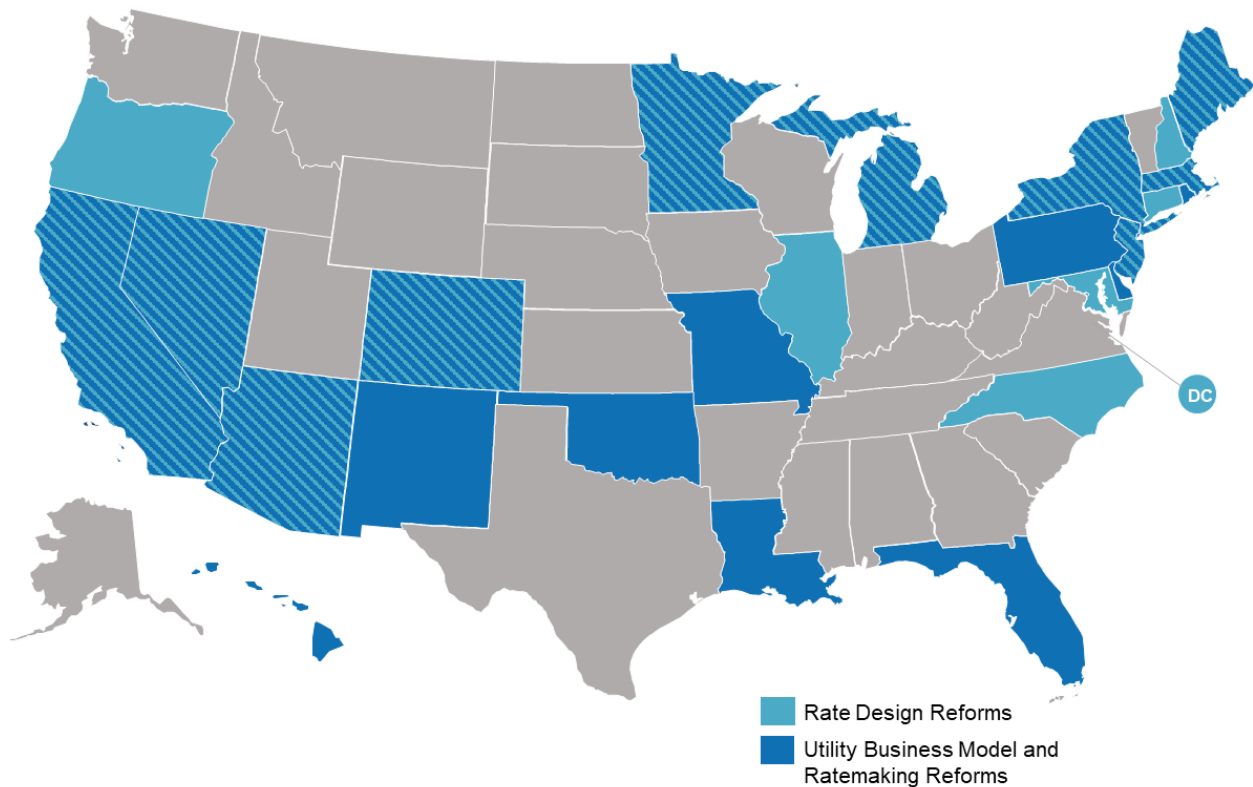 DC
Rate Design Reforms
Utility Business Model and
Ratemaking Reforms